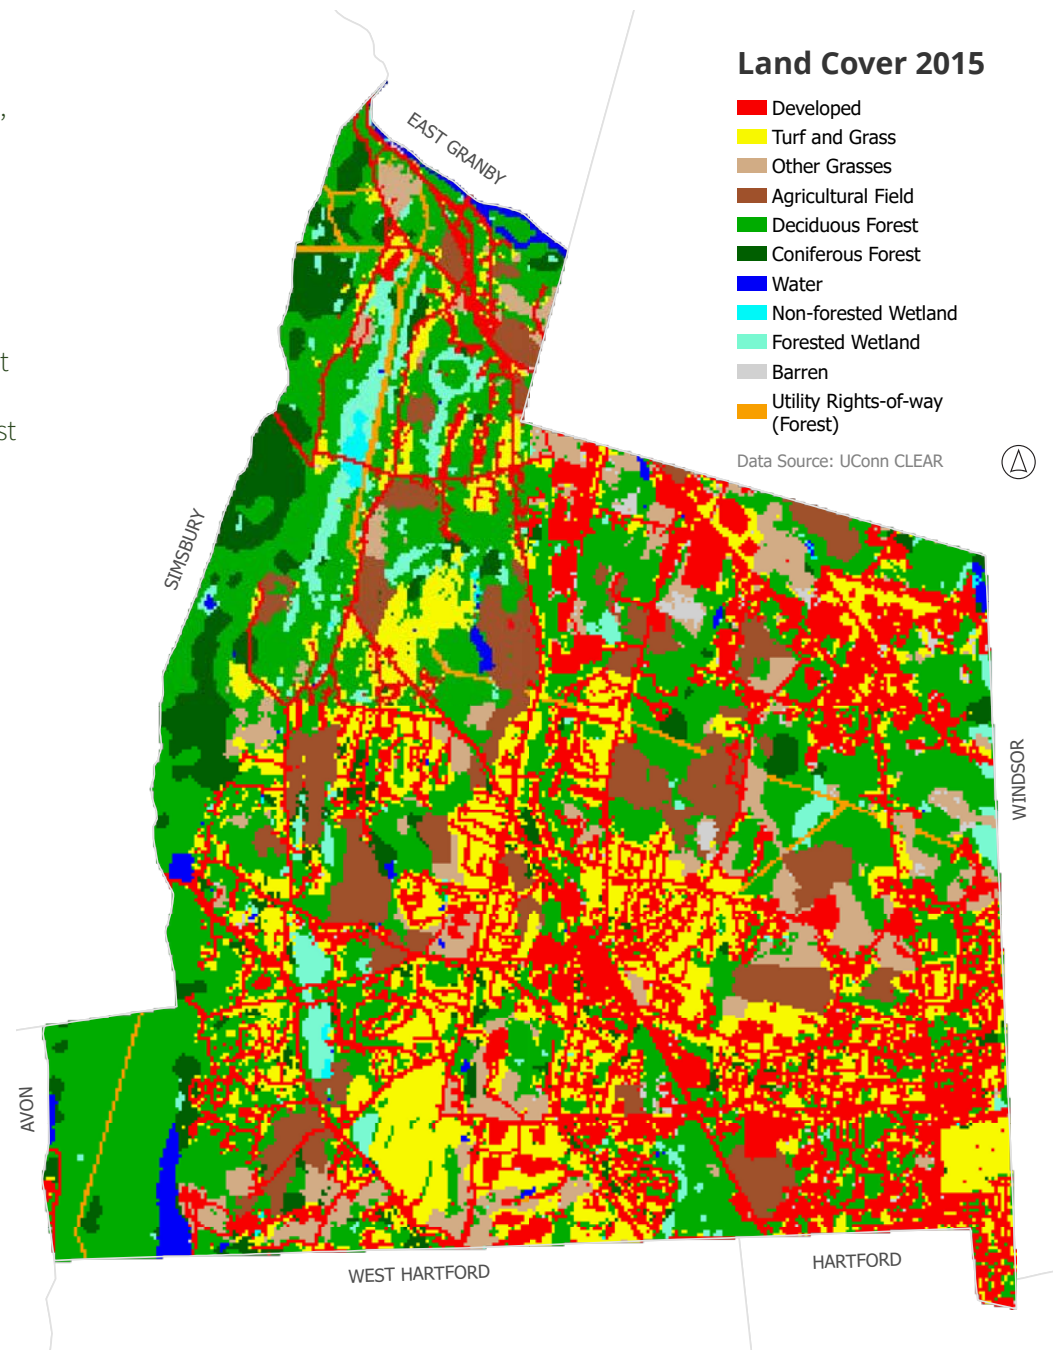 ,
t
st
Land Cover 2015
Developed
Turf and Grass
Other Grasses
Agricultural Field
Deciduous Forest
Coniferous Forest
Water
Non-forested Wetland
Forested Wetland
Barren
Utility Rights-of-way
(Forest)
Data Source: UConn CLEAR
EAST GRANBY
SIMSBURY
WINDSOR
AVON
WEST HARTFORD
HARTFORD